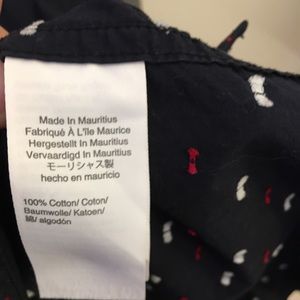 Made In Mauritius
Fabriqué À L'Île Maurice
Hergestellt In Mauritius
Vervaardigd In Mauritius
モーリシャス製
hecho en mauricio
100% Cotton/ Coton/
Baumwolle/ Katoen/
綿/ algodón